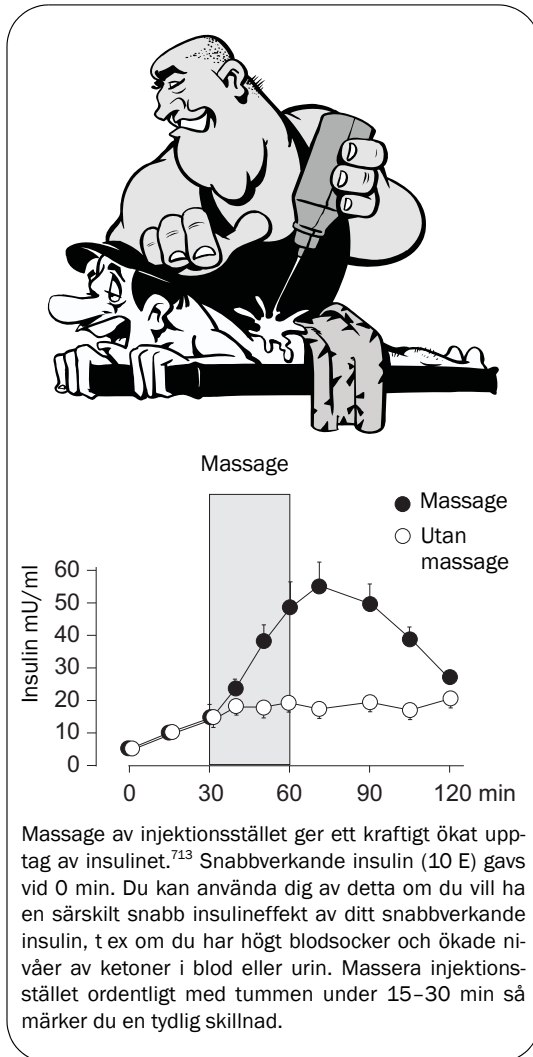 Massage
Massage
Utan
massage
Insulin mU/ml
60
50
40
30
20
10
0
0 30 60 90 120 min
Massage av injektionsstället ger ett kraftigt ökat upp-
tag av insulinet.713 Snabbverkande insulin (10 E) gavs
vid 0 min. Du kan använda dig av detta om du vill ha
en särskilt snabb insulineffekt av ditt snabbverkande
insulin, t ex om du har högt blodsocker och ökade ni-
våer av ketoner i blod eller urin. Massera injektions-
stället ordentligt med tummen under 15–30 min så
märker du en tydlig skillnad.